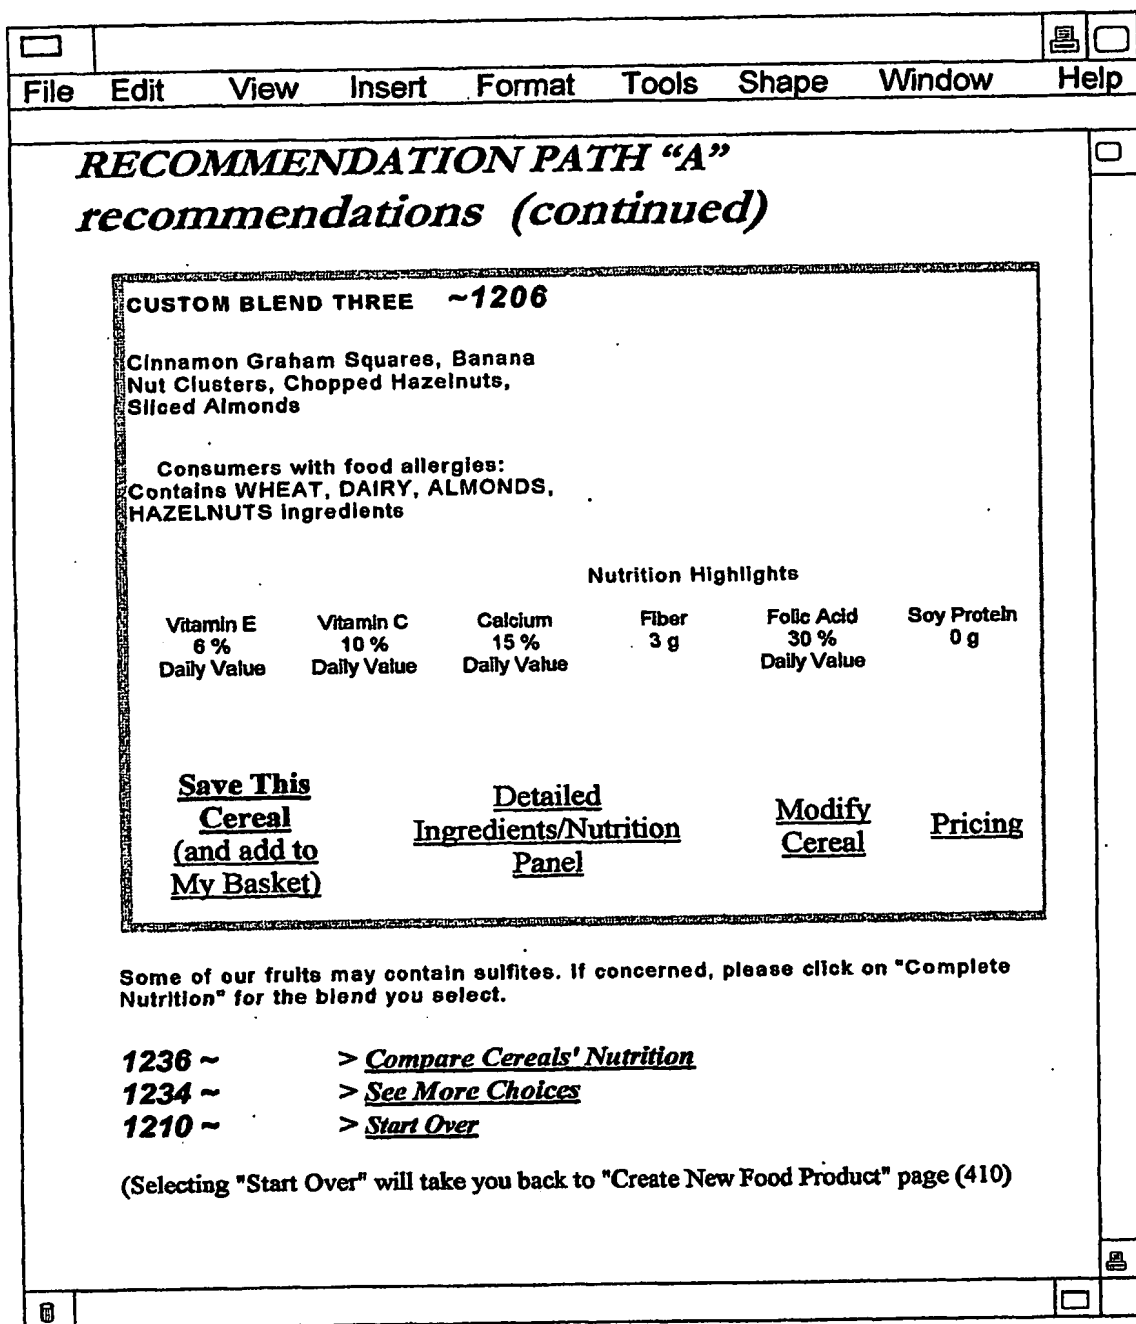 File Edit View Insert Format Tools Shape Window Help
RECOMMENDATION PATH “A”
recommendations (continued)
CUSTOM BLEND THREE ~1206
Cinnamon Graham Squares, Banana
Nut Clusters, Chopped Hazelnuts,
Sliced Almonds
Consumers with food allergies:
Contains WHEAT, DAIRY, ALMONDS,
HAZELNUTS ingredients
Nutrition Highlights
Vitamin E Vitamin C Calcium Fiber Folic Acid Soy Protein
6 % 10 % 15 % 3 g 30 % 0 g
Daily Value Daily Value Daily Value Daily Value
Save This
Cereal
(and add to
My Basket)
Detailed
Ingredients/Nutrition
Panel
Modify
Cereal
Pricing
Some of our fruits may contain sulfites. If concerned, please click on "Complete
Nutrition" for the blend you select.
1236 ~ > Compare Cereals' Nutrition
1234 ~ > See More Choices
1210 ~ > Start Over
(Selecting "Start Over" will take you back to "Create New Food Product" page (410)